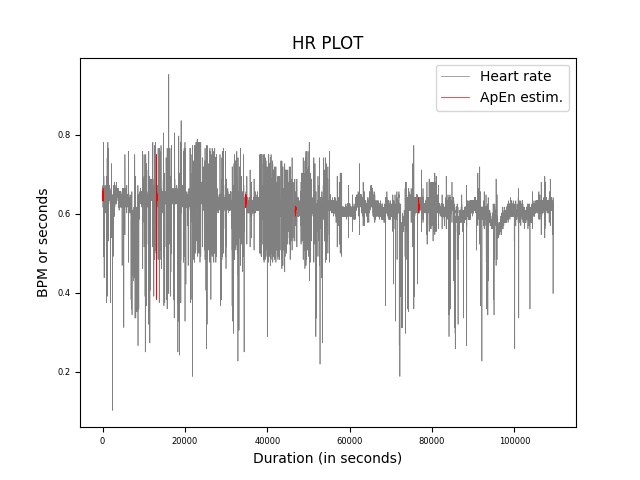 HR PLOT
Heart rate
ApEn estim.
BPM or seconds
0.8
0.6
0.4
0.2
0 20000 40000 60000 80000 100000
Duration (in seconds)